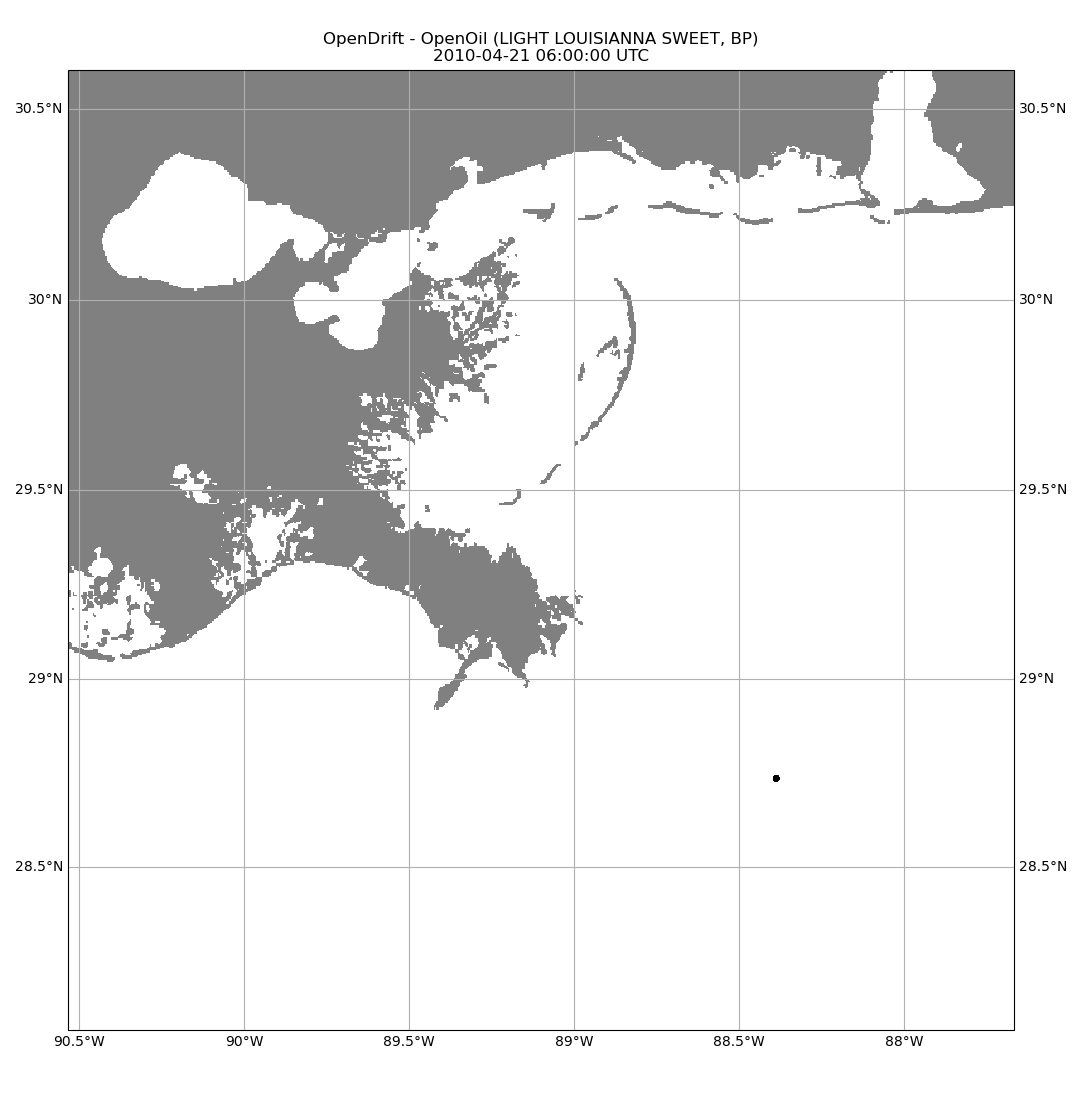 OpenDrift - OpenOil (LIGHT LOUISIANNA SWEET, BP)
2010-04-21 06:00:00 UTC
30.5°N 30.5°N
30°N 30°N
29.5°N 29.5°N
29°N 29°N
28.5°N 28.5°N
90.5°W 90°W 89.5°W 89°W 88.5°W 88°W